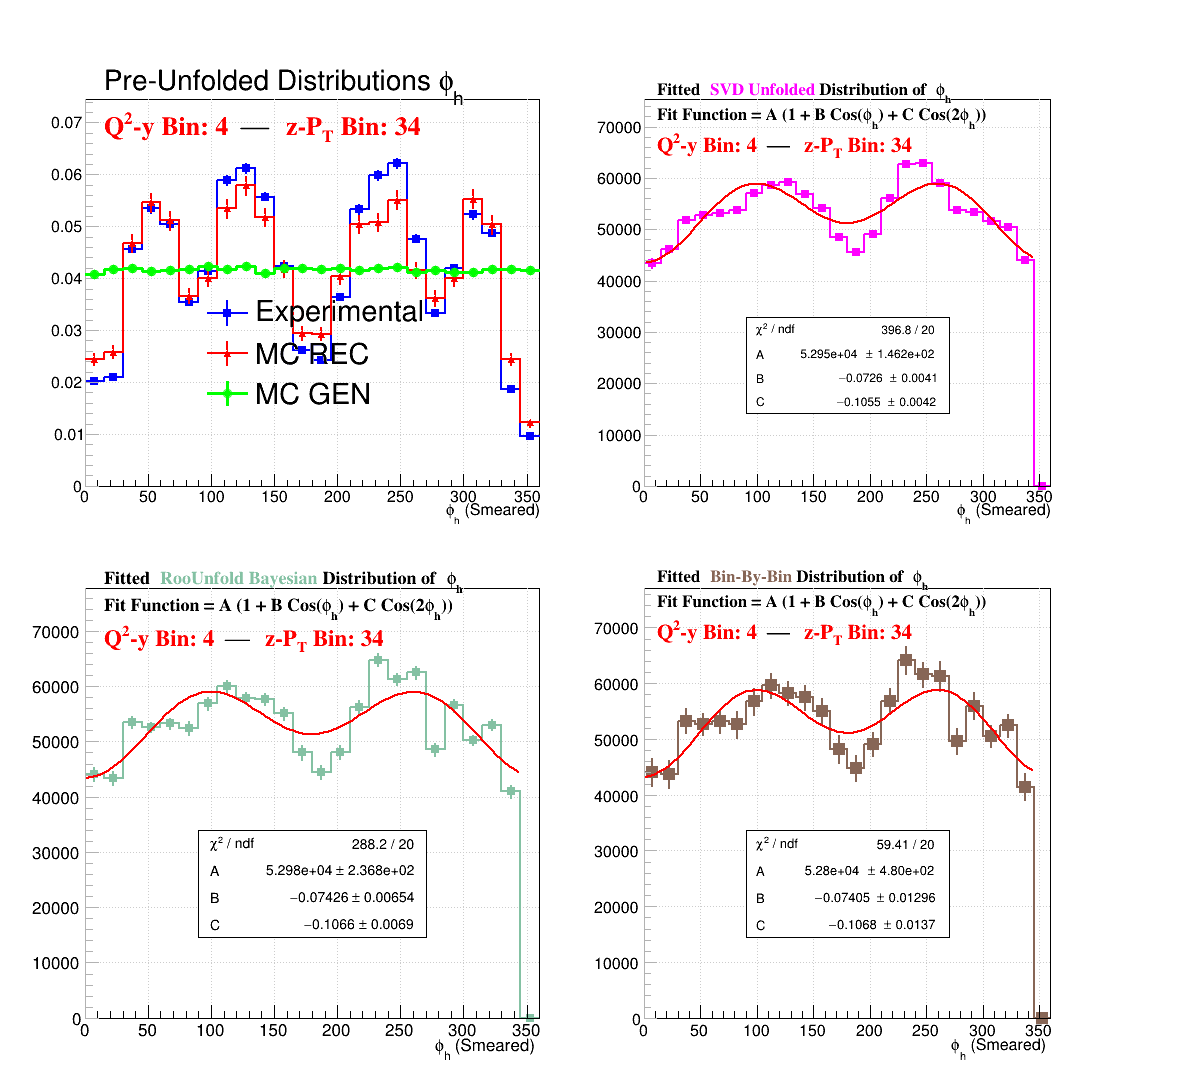 Pre-Unfolded Distributions ϕh
Q²-y Bin: 4 — z-PT Bin: 34
0.07
0.06
0.05
0.04
0.03
0.02
0.01
0
Experimental
MC REC
MC GEN
0 50 100 150 200 250 300 350
ϕh (Smeared)
Fitted SVD Unfolded Distribution of ϕh
Fit Function = A (1 + B Cos(ϕh) + C Cos(2ϕh))
Q²-y Bin: 4 — z-PT Bin: 34
70000
60000
50000
40000
30000
20000
10000
0
χ² / ndf 396.8 / 20
A 5.295e+04 ± 1.462e+02
B −0.0726 ± 0.0041
C −0.1055 ± 0.0042
0 50 100 150 200 250 300 350
ϕh (Smeared)
Fitted RooUnfold Bayesian Distribution of ϕh
Fit Function = A (1 + B Cos(ϕh) + C Cos(2ϕh))
Q²-y Bin: 4 — z-PT Bin: 34
70000
60000
50000
40000
30000
20000
10000
0
χ² / ndf 288.2 / 20
A 5.298e+04 ± 2.368e+02
B −0.07426 ± 0.00654
C −0.1066 ± 0.0069
0 50 100 150 200 250 300 350
ϕh (Smeared)
Fitted Bin-By-Bin Distribution of ϕh
Fit Function = A (1 + B Cos(ϕh) + C Cos(2ϕh))
Q²-y Bin: 4 — z-PT Bin: 34
70000
60000
50000
40000
30000
20000
10000
0
χ² / ndf 59.41 / 20
A 5.28e+04 ± 4.80e+02
B −0.07405 ± 0.01296
C −0.1068 ± 0.0137
0 50 100 150 200 250 300 350
ϕh (Smeared)